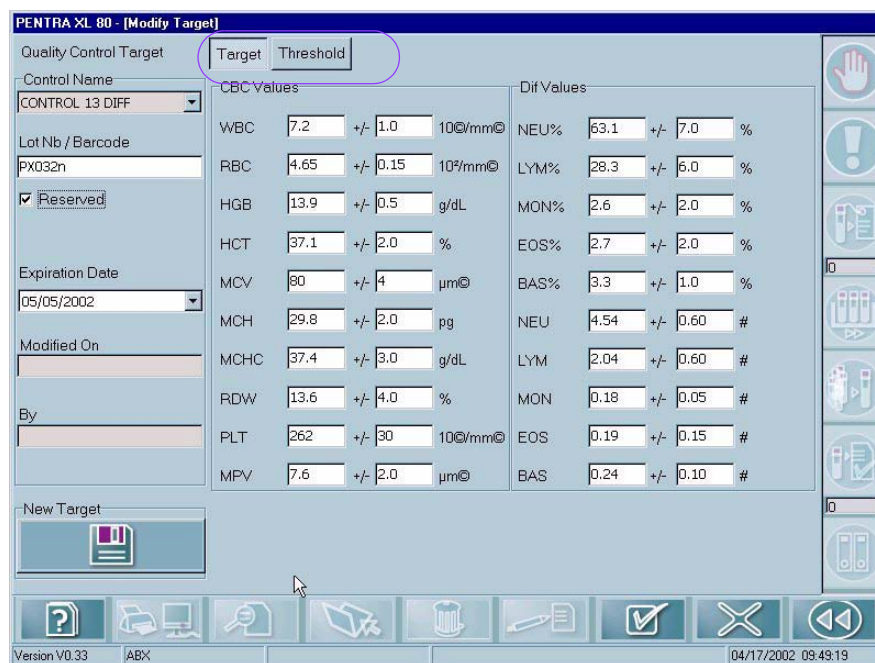 PENTRA XL 80 - [Modify Target]
Quality Control Target
Target Threshold
Control Name
CONTROL 13 DIFF
Lot Nb / Barcode
PX032n
Reserved
Expiration Date
05/05/2002
Modified On
By
New Target
CBC Values
WBC 7.2 +/- 1.0 10©/mm©
RBC 4.65 +/- 0.15 10²/mm©
HGB 13.9 +/- 0.5 g/dL
HCT 37.1 +/- 2.0 %
MCV 80 +/- 4 µm©
MCH 29.8 +/- 2.0 pg
MCHC 37.4 +/- 3.0 g/dL
RDW 13.6 +/- 4.0 %
PLT 262 +/- 30 10©/mm©
MPV 7.6 +/- 2.0 µm©
Dif Values
NEU% 63.1 +/- 7.0 %
LYM% 28.3 +/- 6.0 %
MON% 2.6 +/- 2.0 %
EOS% 2.7 +/- 2.0 %
BAS% 3.3 +/- 1.0 %
NEU 4.54 +/- 0.60 #
LYM 2.04 +/- 0.60 #
MON 0.18 +/- 0.05 #
EOS 0.19 +/- 0.15 #
BAS 0.24 +/- 0.10 #
0
0
Version V0.33 ABX 04/17/2002 09:49:19